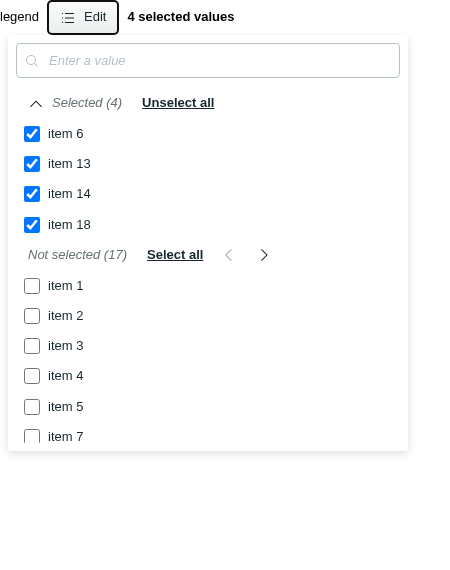 legend Edit 4 selected values
Enter a value
Selected (4) Unselect all
item 6
item 13
item 14
item 18
Not selected (17) Select all
item 1
item 2
item 3
item 4
item 5
item 7